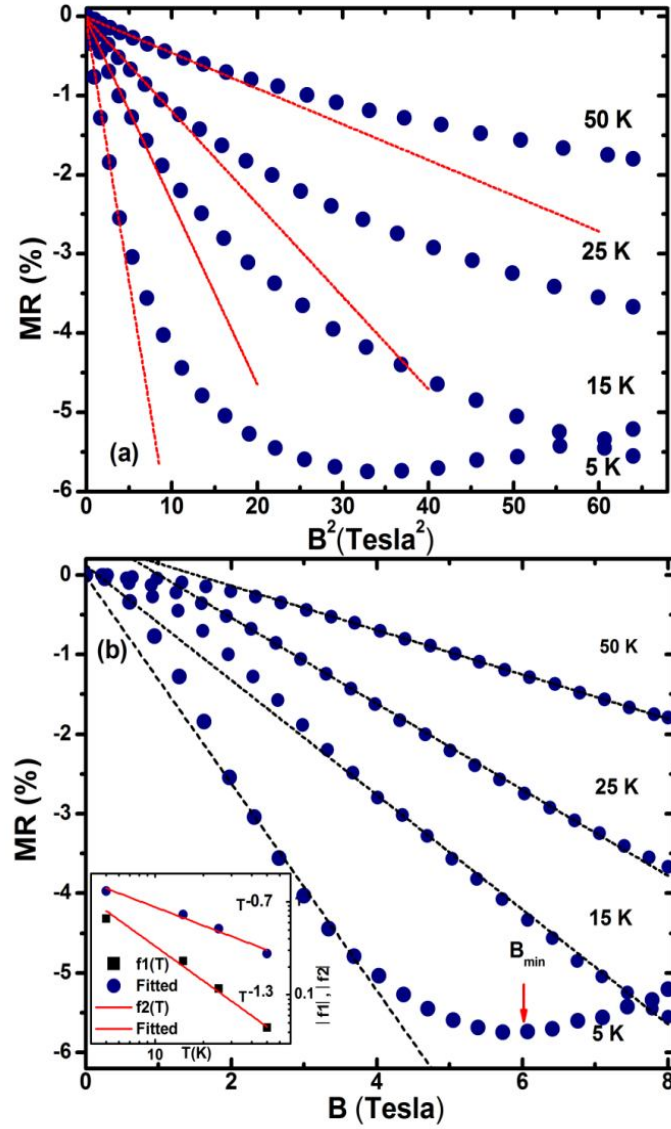 0
-1
-2
-3
-4
-5
-6
MR (%)
50 K
25 K
15 K
5 K
(a)
0 10 20 30 40 50 60
B²(Tesla²)
0
-1
-2
-3
-4
-5
-6
MR (%)
(b)
50 K
25 K
15 K
5 K
B_min
T^-0.7
T^-1.3
f1(T)
Fitted
f2(T)
Fitted
1
0.1
|f1|, |f2|
10 T(K)
0 2 4 6 8
B (Tesla)